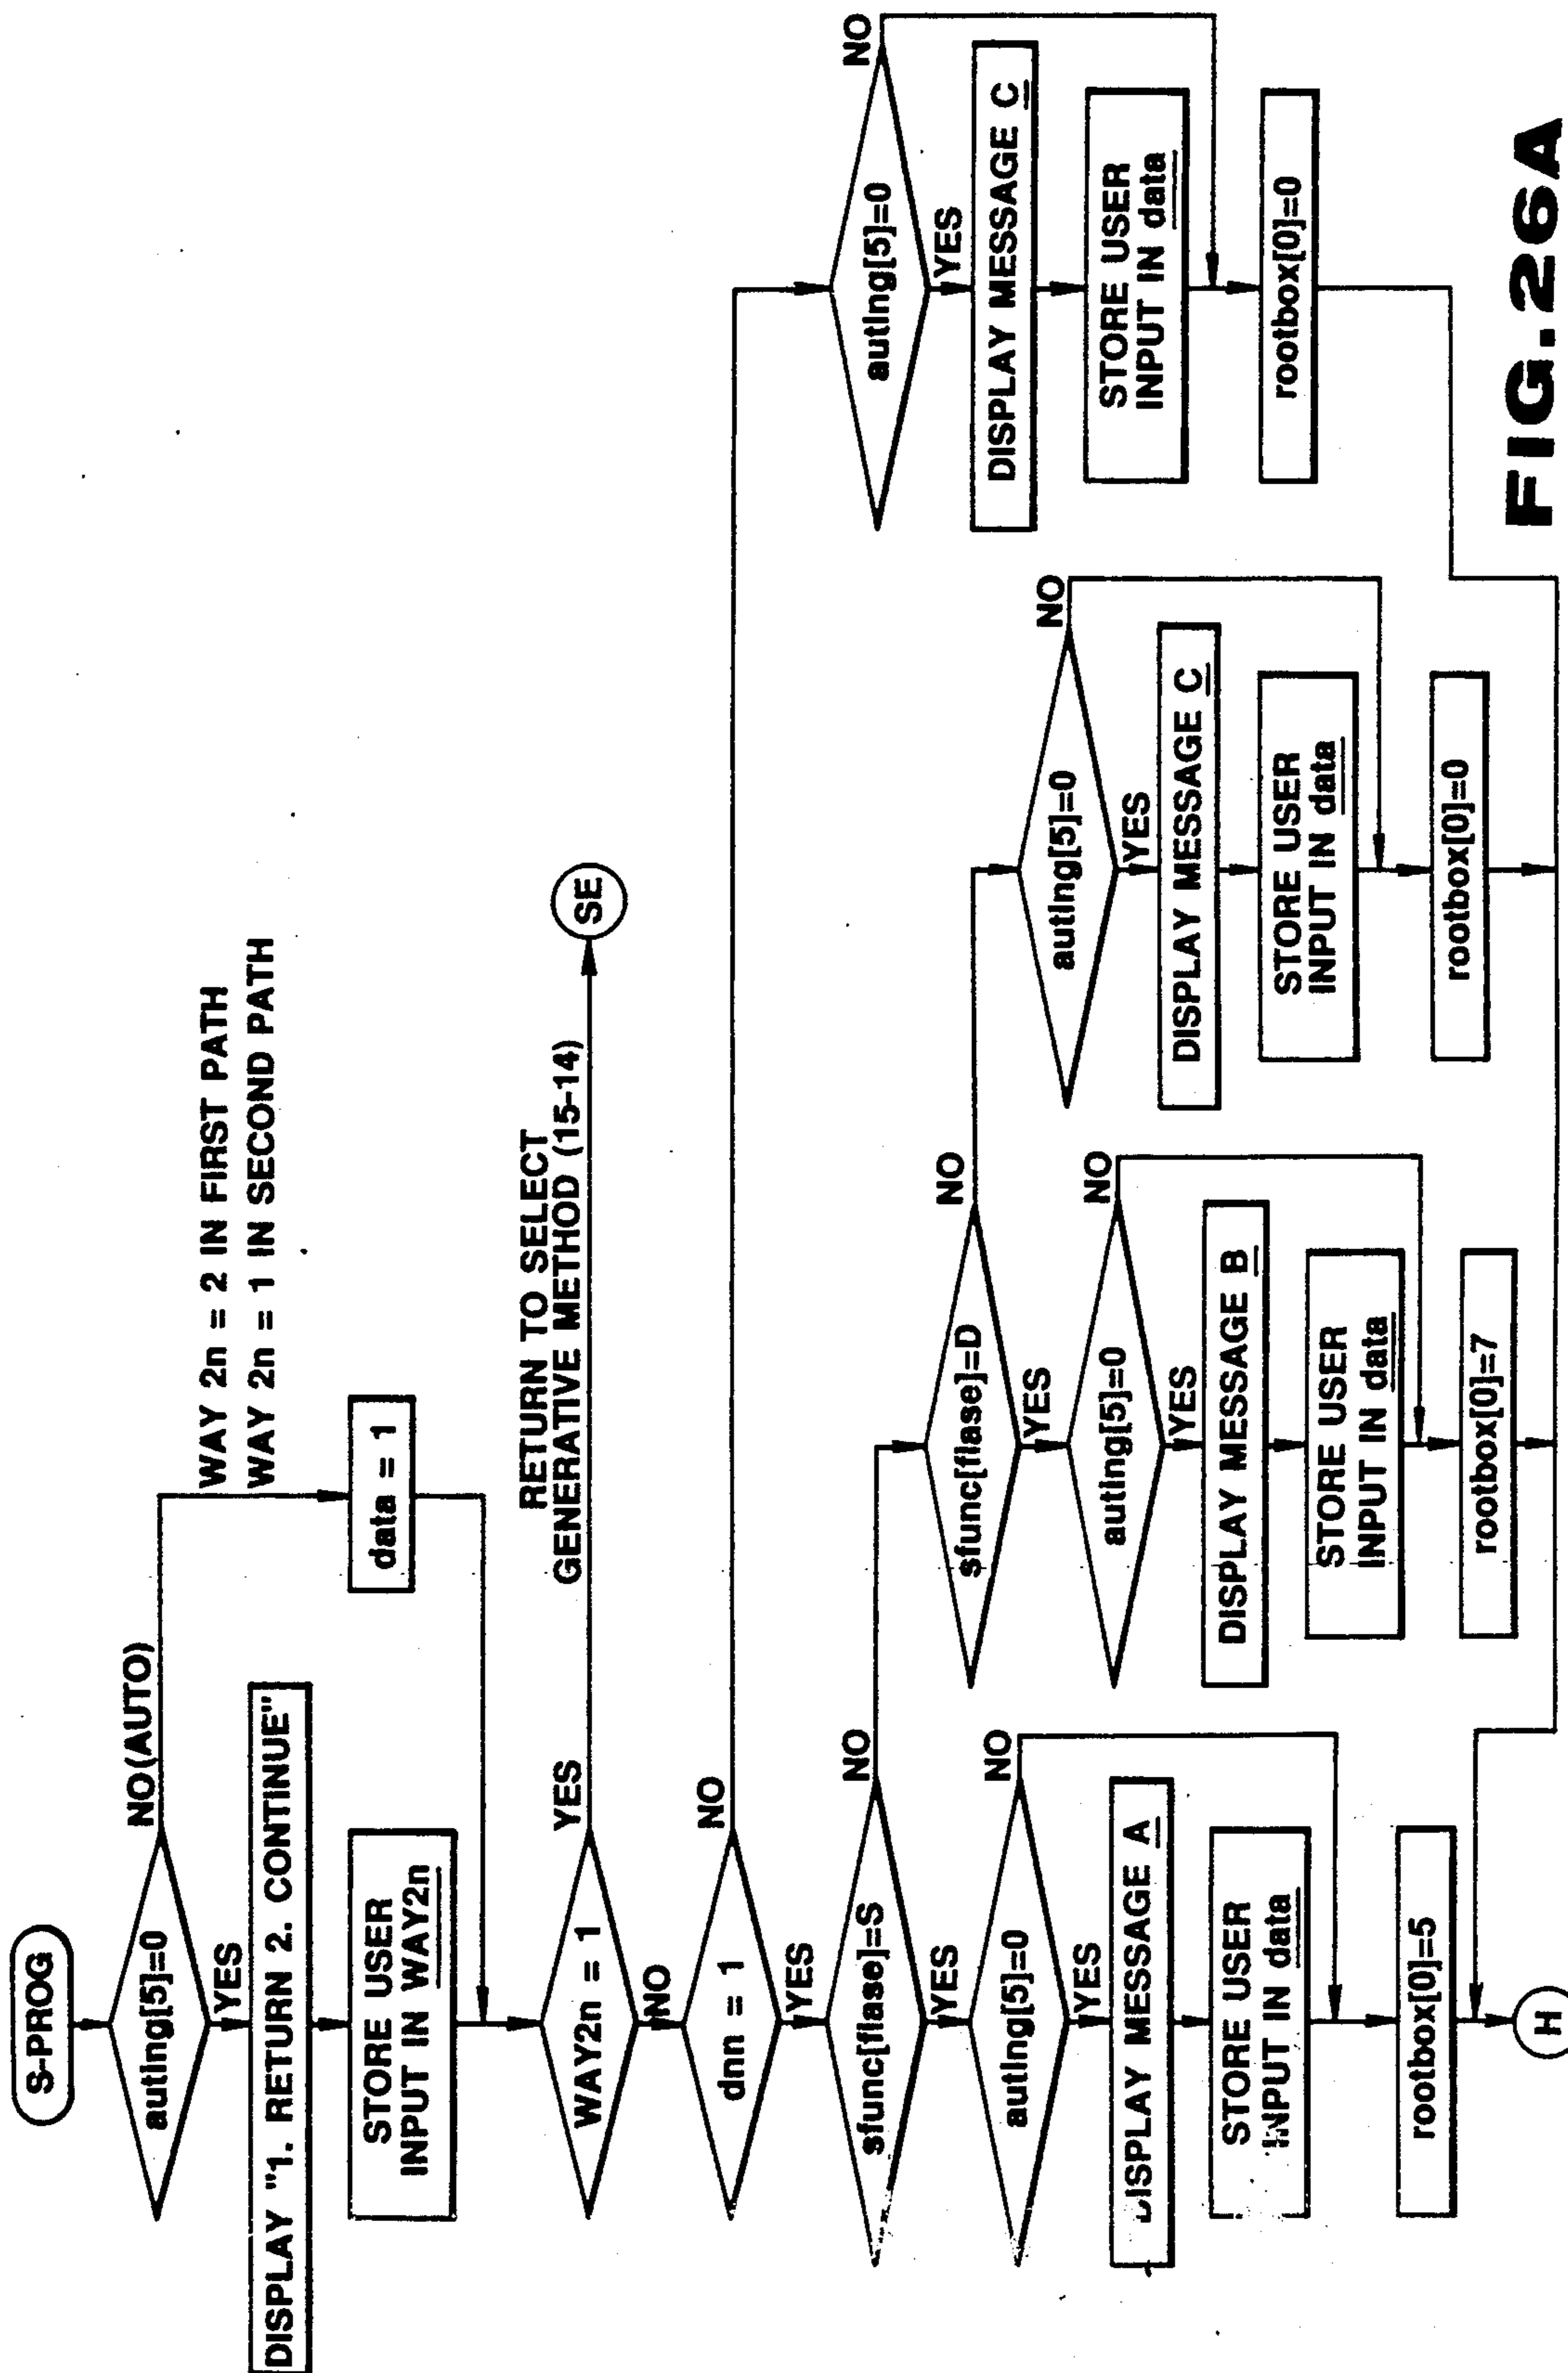 S-PROG
autlng[5]=0
NO(AUTO)
YES
WAY 2n = 2 IN FIRST PATH
WAY 2n = 1 IN SECOND PATH
DISPLAY "1. RETURN 2. CONTINUE"
STORE USER
INPUT IN WAY2n
data = 1
WAY2n = 1
YES
NO
RETURN TO SELECT
GENERATIVE METHOD (15-14)
SE
dnn = 1
NO
YES
sfunc[flase]=S
NO
YES
autlng[5]=0
NO
YES
DISPLAY MESSAGE A
STORE USER
INPUT IN data
rootbox[0]=5
H
sfunc[flase]=D
NO
YES
autlng[5]=0
NO
YES
DISPLAY MESSAGE B
STORE USER
INPUT IN data
rootbox[0]=7
autlng[5]=0
NO
YES
DISPLAY MESSAGE C
STORE USER
INPUT IN data
rootbox[0]=0
autlng[5]=0
NO
YES
DISPLAY MESSAGE C
STORE USER
INPUT IN data
rootbox[0]=0
FIG.26A